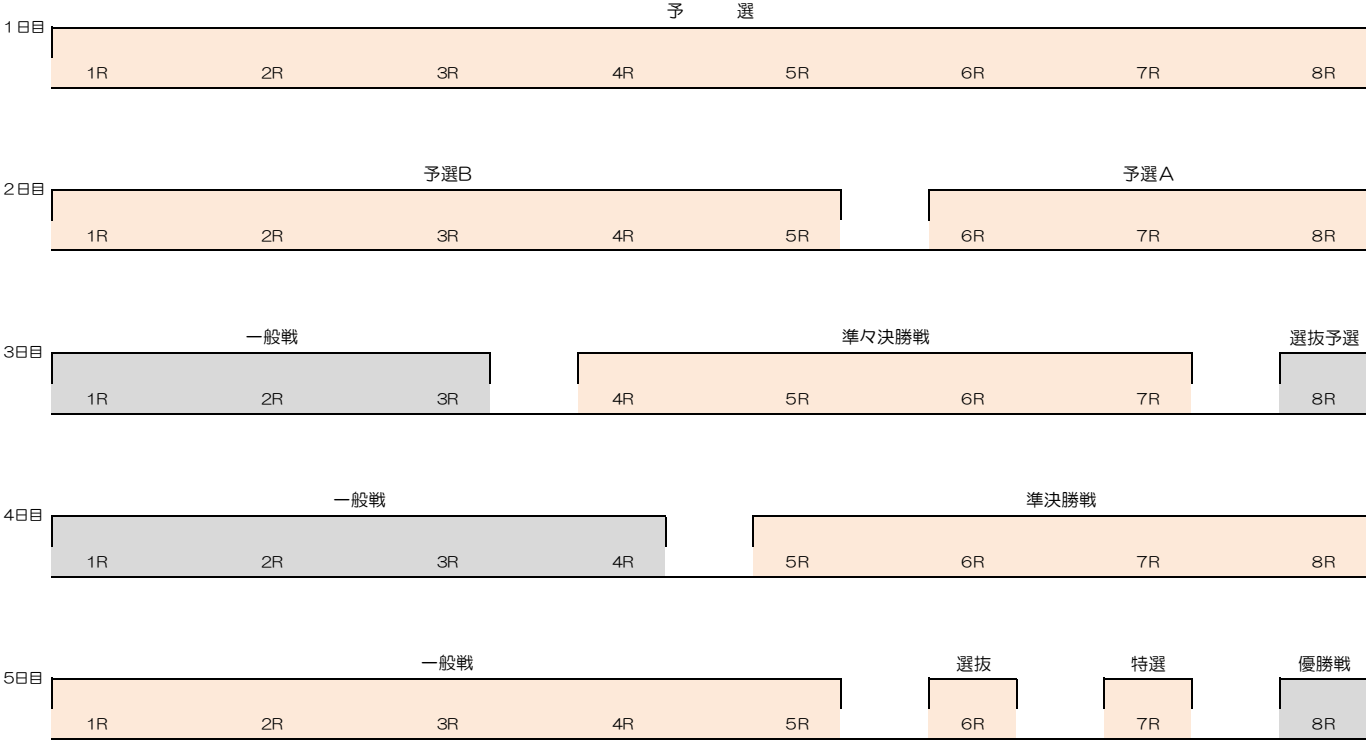 予　　　選
1日目
1R 2R 3R 4R 5R 6R 7R 8R
予選B 予選A
2日目
1R 2R 3R 4R 5R 6R 7R 8R
一般戦 準々決勝戦 選抜予選
3日目
1R 2R 3R 4R 5R 6R 7R 8R
一般戦 準決勝戦
4日目
1R 2R 3R 4R 5R 6R 7R 8R
一般戦 選抜 特選 優勝戦
5日目
1R 2R 3R 4R 5R 6R 7R 8R